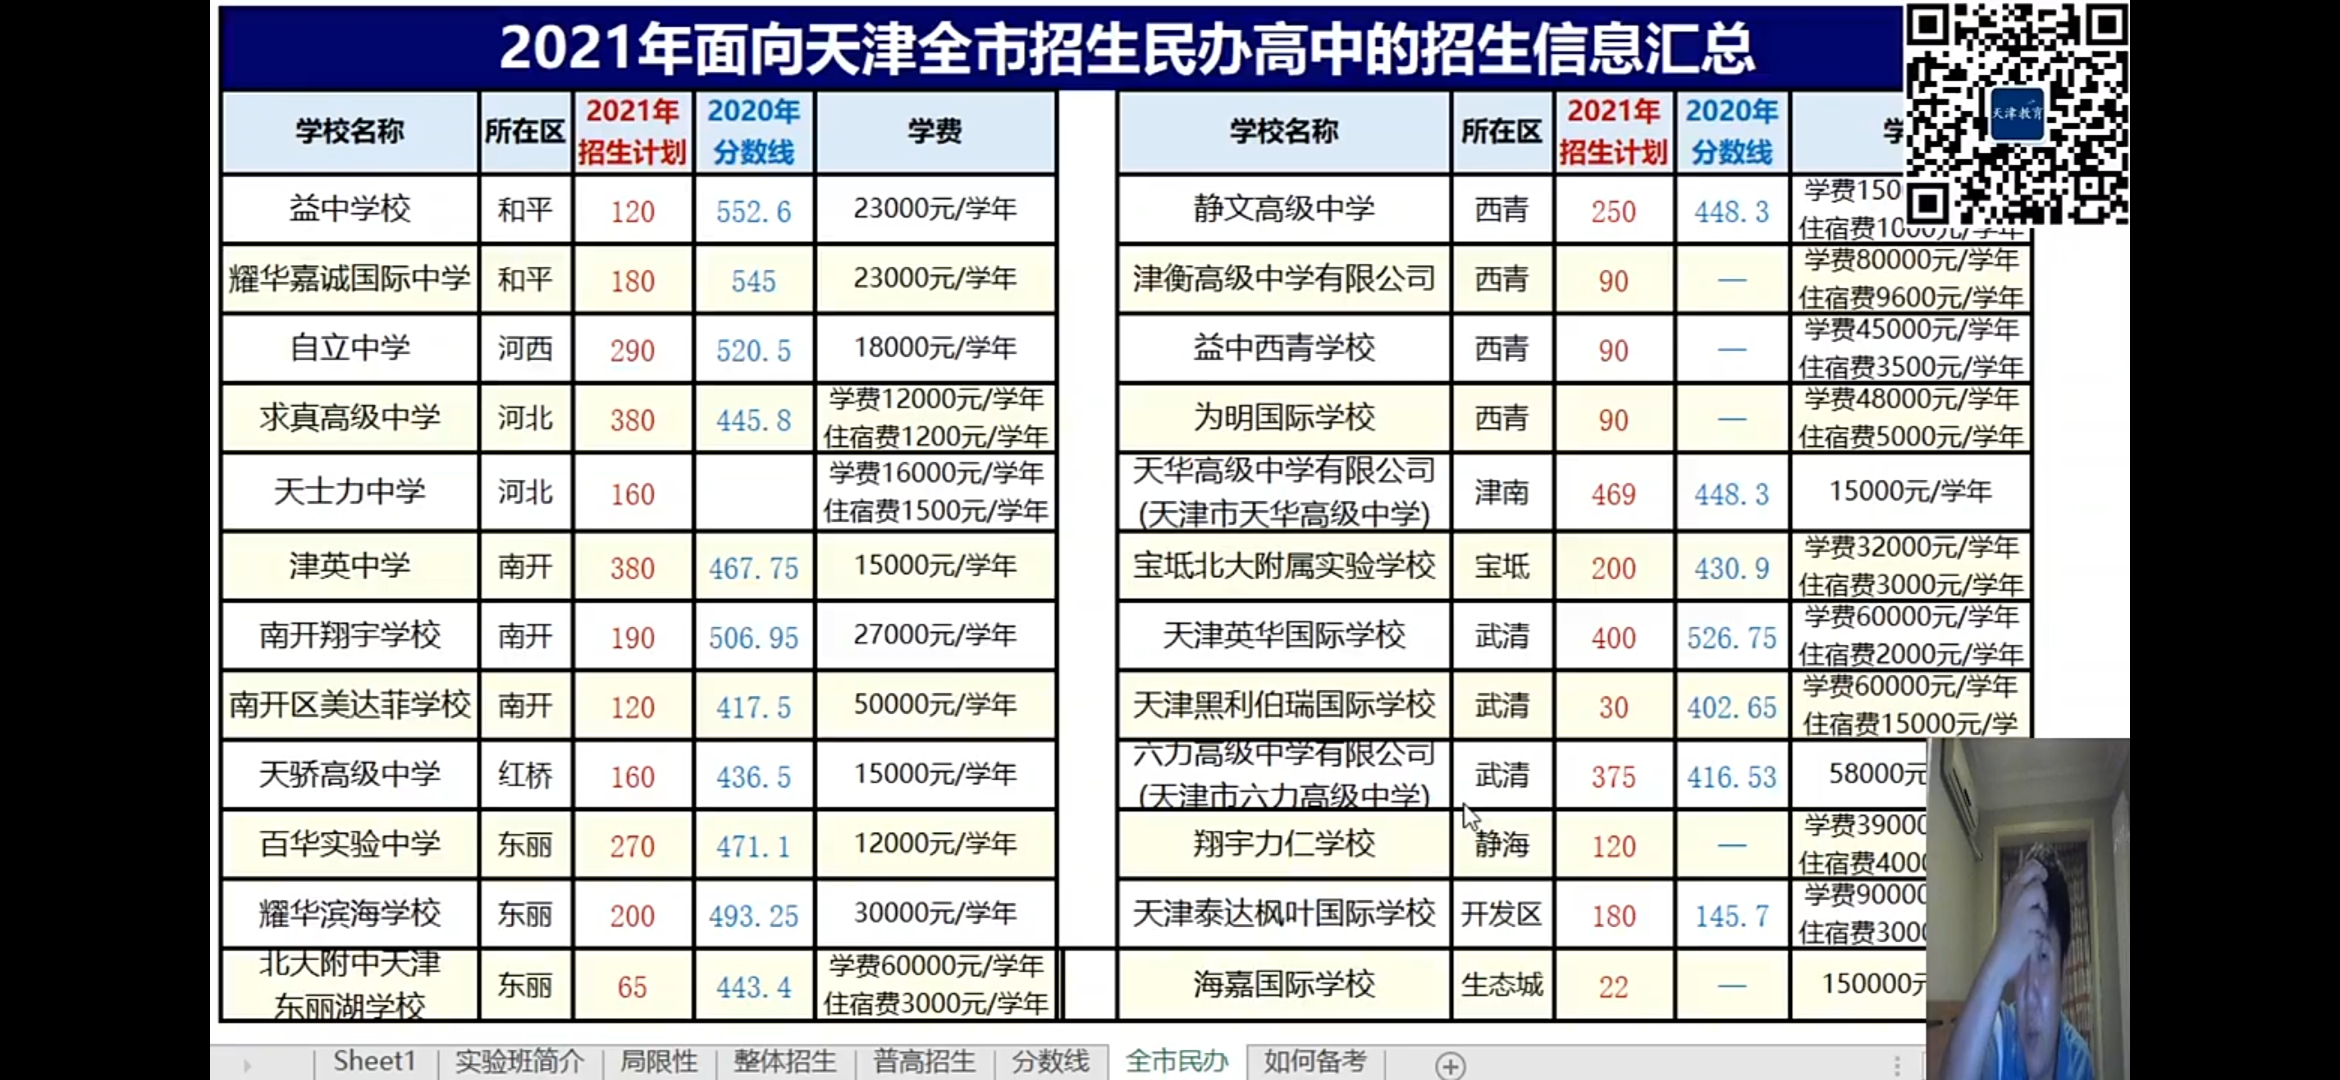 2021年面向天津全市招生民办高中的招生信息汇总
天津教育
学校名称 所在区 2021年招生计划 2020年分数线 学费 学校名称 所在区 2021年招生计划 2020年分数线
益中学校 和平 120 552.6 23000元/学年 静文高级中学 西青 250 448.3 学费150
住宿费1000元/学年
耀华嘉诚国际中学 和平 180 545 23000元/学年 津衡高级中学有限公司 西青 90 — 学费80000元/学年
住宿费9600元/学年
自立中学 河西 290 520.5 18000元/学年 益中西青学校 西青 90 — 学费45000元/学年
住宿费3500元/学年
求真高级中学 河北 380 445.8 学费12000元/学年 住宿费1200元/学年 为明国际学校 西青 90 — 学费48000元/学年
住宿费5000元/学年
天士力中学 河北 160 学费16000元/学年 住宿费1500元/学年 天华高级中学有限公司 (天津市天华高级中学) 津南 469 448.3 15000元/学年
津英中学 南开 380 467.75 15000元/学年 宝坻北大附属实验学校 宝坻 200 430.9 学费32000元/学年
住宿费3000元/学年
南开翔宇学校 南开 190 506.95 27000元/学年 天津英华国际学校 武清 400 526.75 学费60000元/学年
住宿费2000元/学年
南开区美达菲学校 南开 120 417.5 50000元/学年 天津黑利伯瑞国际学校 武清 30 402.65 学费60000元/学年
住宿费15000元/学
天骄高级中学 红桥 160 436.5 15000元/学年 六力高级中学有限公司 (天津市六力高级中学) 武清 375 416.53 58000元
百华实验中学 东丽 270 471.1 12000元/学年 翔宇力仁学校 静海 120 — 学费39000
住宿费4000
耀华滨海学校 东丽 200 493.25 30000元/学年 天津泰达枫叶国际学校 开发区 180 145.7 学费90000
住宿费3000
北大附中天津东丽湖学校 东丽 65 443.4 学费60000元/学年 住宿费3000元/学年 海嘉国际学校 生态城 22 — 150000元
Sheet1 实验班简介 局限性 整体招生 普高招生 分数线 全市民办 如何备考